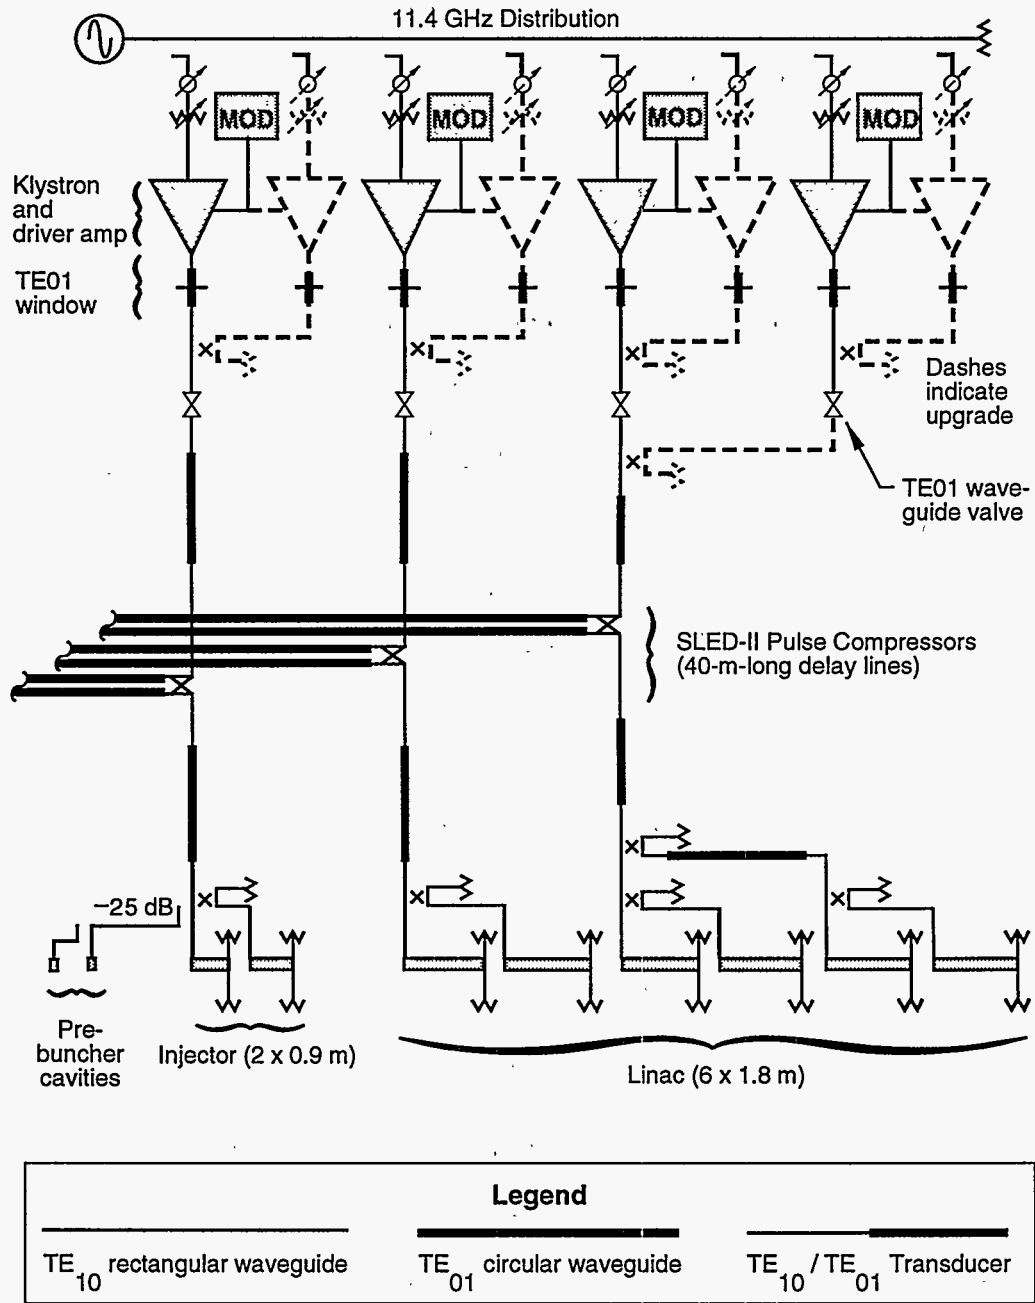 11.4 GHz Distribution
MOD
MOD
MOD
MOD
Klystron
and
driver amp
TE01
window
Dashes
indicate
upgrade
TE01 wave-
guide valve
SLED-II Pulse Compressors
(40-m-long delay lines)
−25 dB
Pre-
buncher
cavities
Injector (2 x 0.9 m)
Linac (6 x 1.8 m)
Legend
TE10 rectangular waveguide
TE01 circular waveguide
TE10 / TE01 Transducer